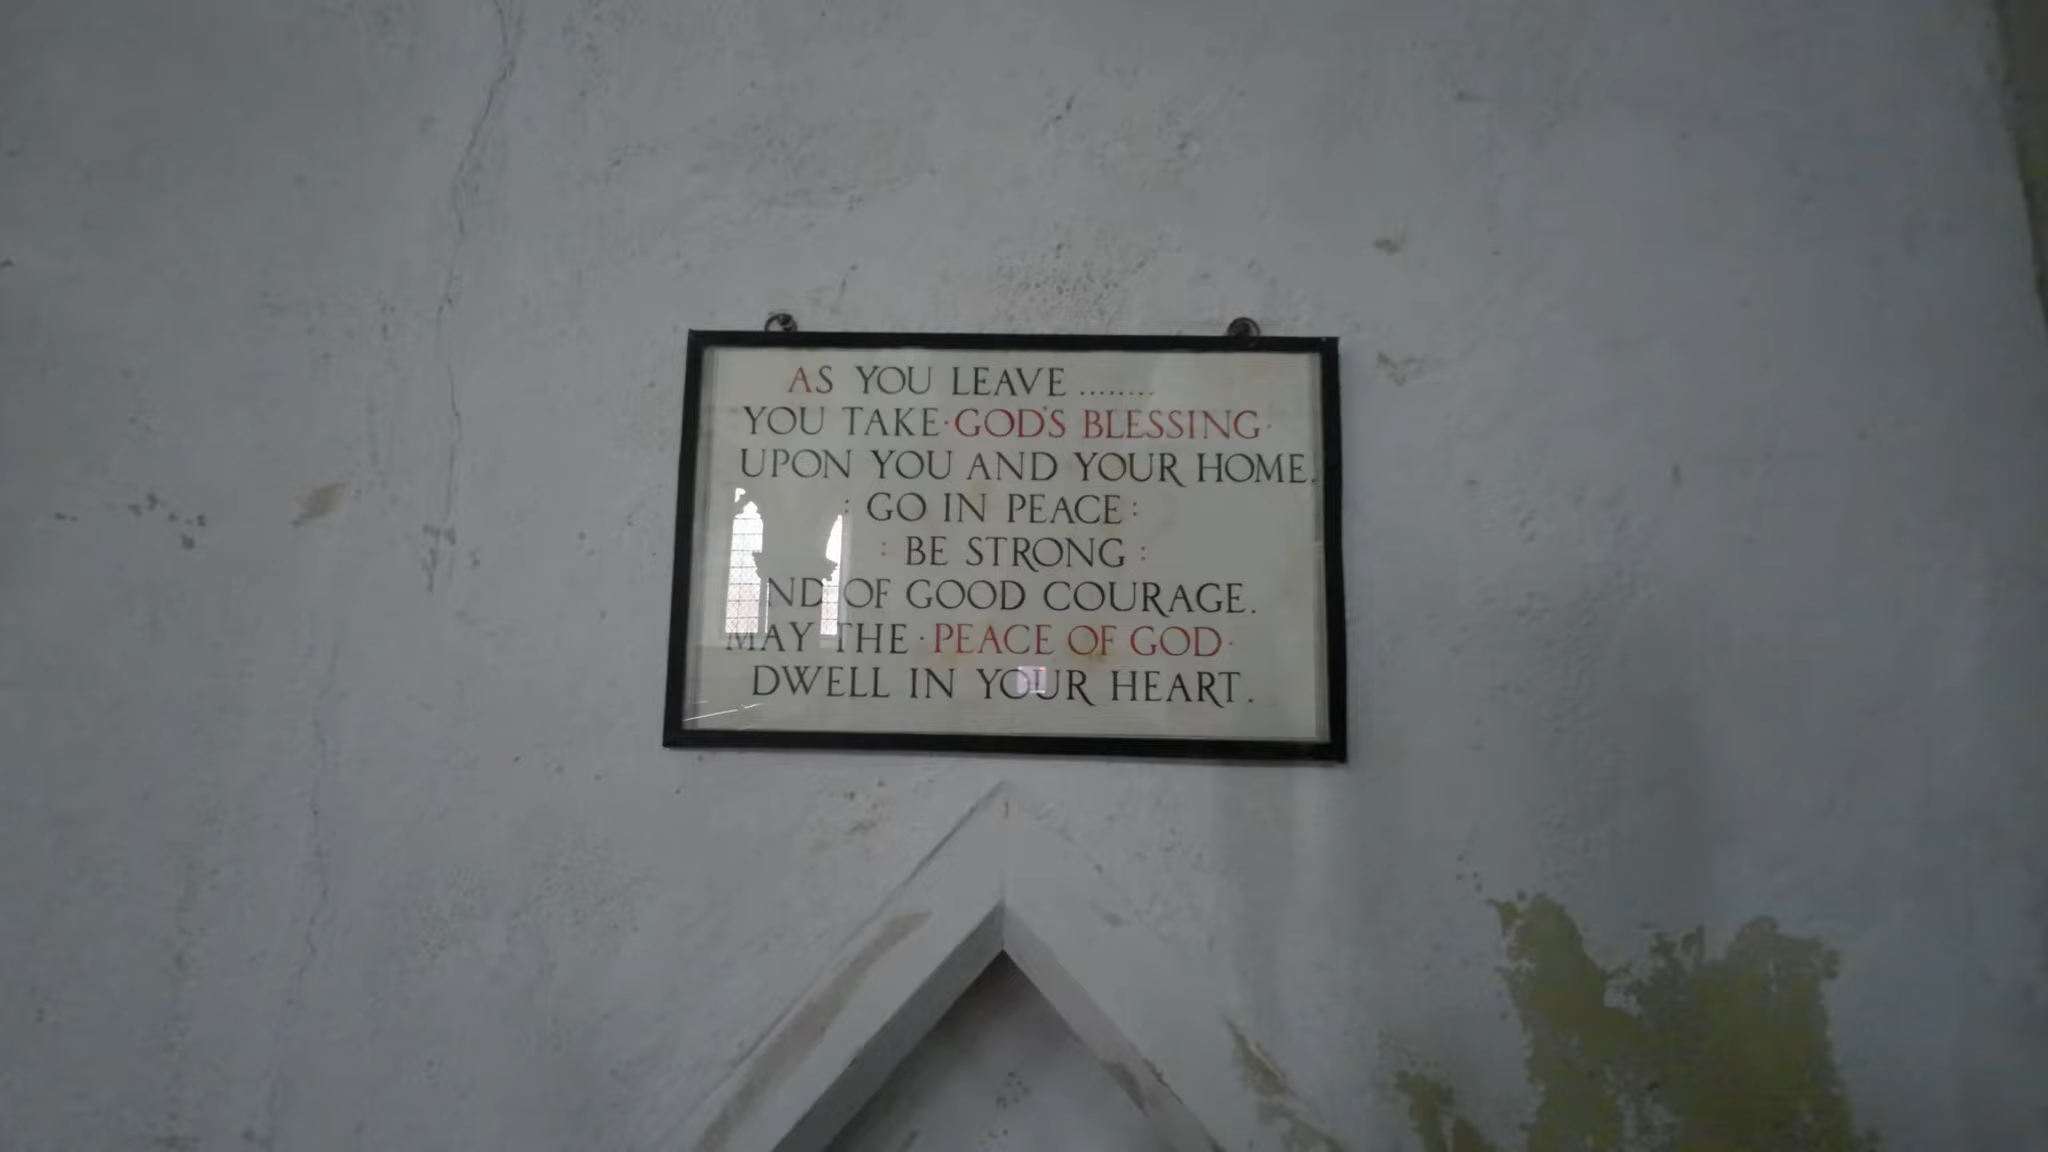 AS YOU LEAVE ........
YOU TAKE · GOD'S BLESSING ·
UPON YOU AND YOUR HOME.
: GO IN PEACE :
: BE STRONG :
ND OF GOOD COURAGE.
MAY THE · PEACE OF GOD ·
DWELL IN YOUR HEART.